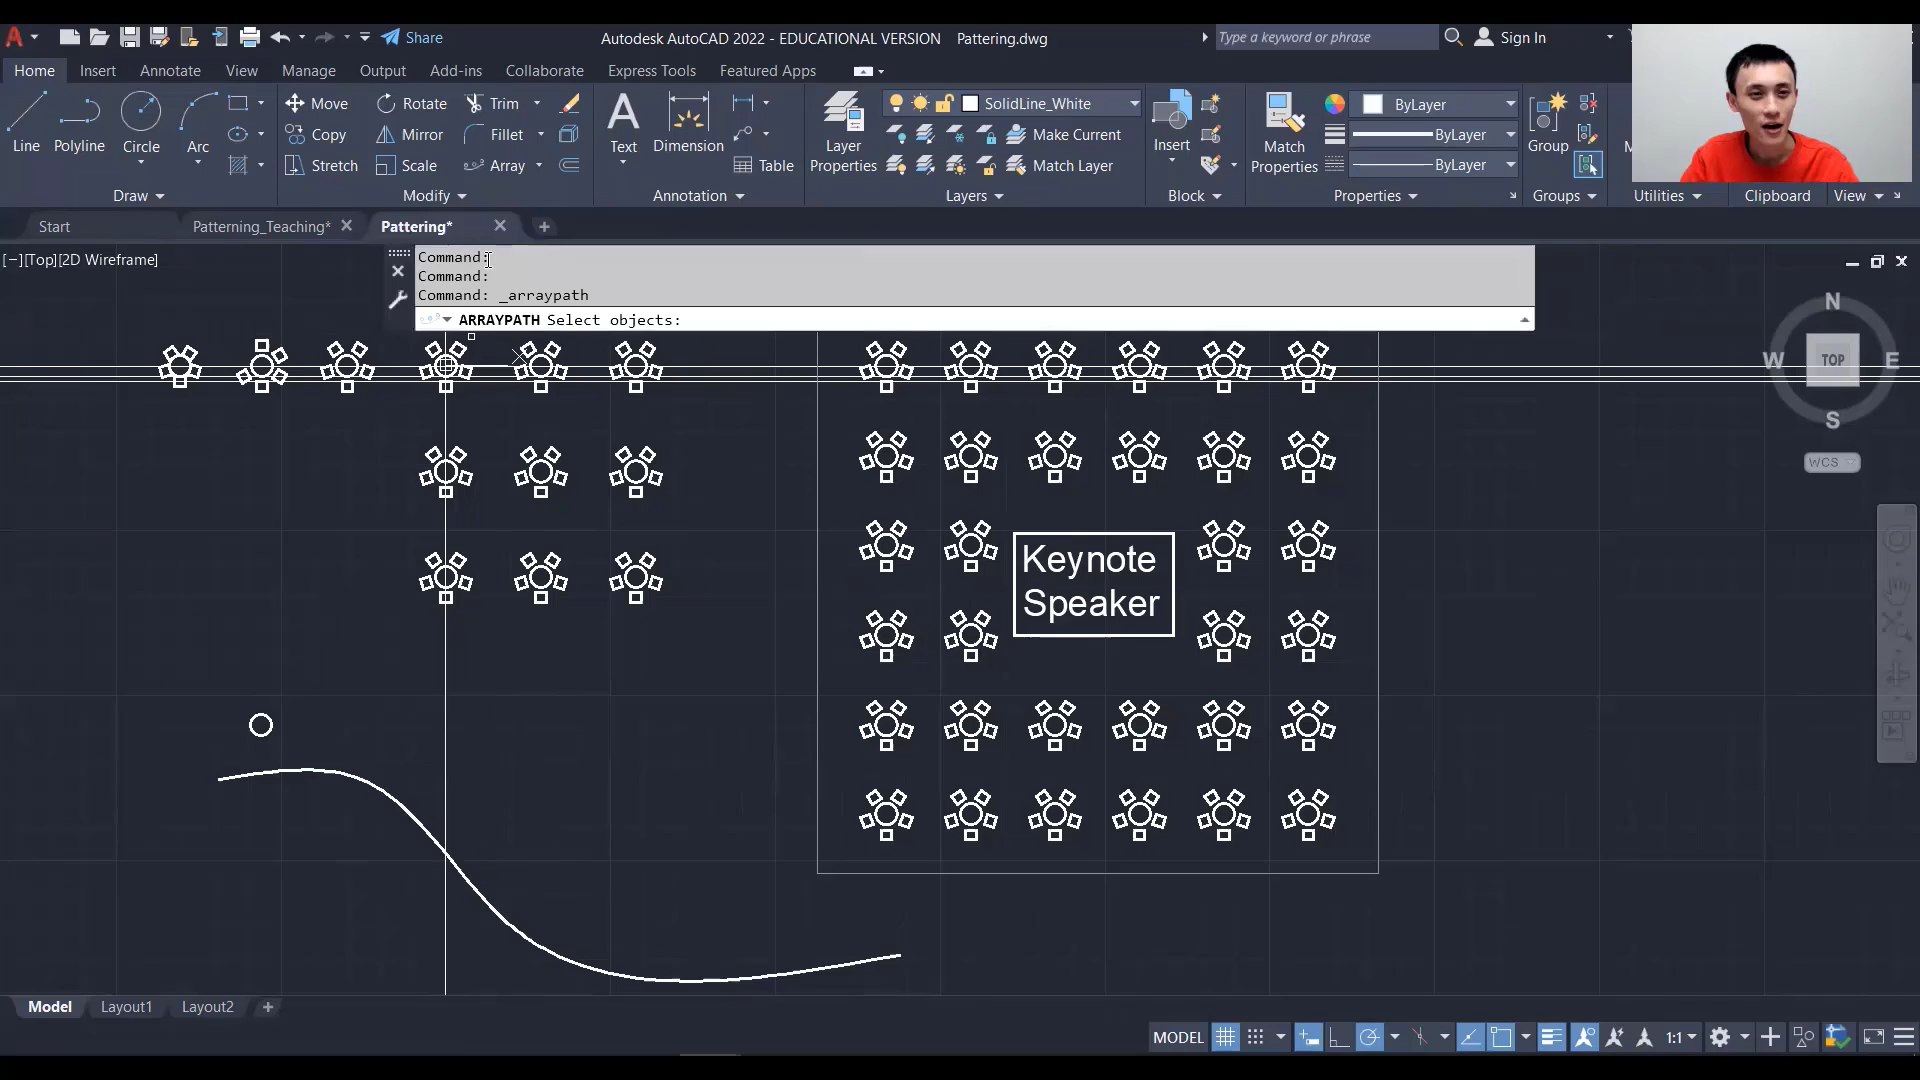 Share
Autodesk AutoCAD 2022 - EDUCATIONAL VERSION Pattering.dwg
Type a keyword or phrase
Sign In
Home Insert Annotate View Manage Output Add-ins Collaborate Express Tools Featured Apps
Line
Polyline
Circle
Arc
Move
Rotate
Trim
Copy
Mirror
Fillet
Stretch
Scale
Array
Text
Dimension
Table
Layer
Properties
SolidLine_White
Make Current
Match Layer
Insert
Match
Properties
ByLayer
ByLayer
ByLayer
Group
Draw
Modify
Annotation
Layers
Block
Properties
Groups
Utilities
Clipboard
View
Start
Patterning_Teaching*
Pattering*
[−][Top][2D Wireframe]
Command:
Command:
Command: _arraypath
ARRAYPATH Select objects:
N
W
TOP
E
S
WCS
Keynote
Speaker
Model Layout1 Layout2
MODEL
1:1